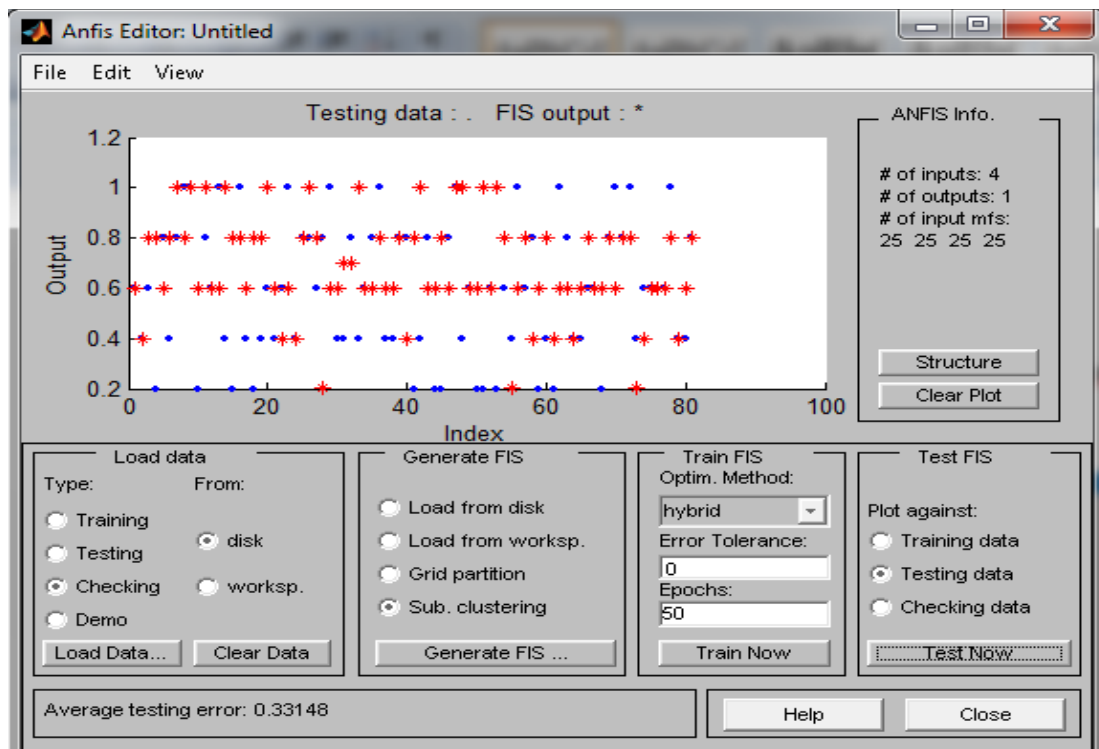 Anfis Editor: Untitled
File Edit View
Testing data : . FIS output : *
1.2
1
0.8
0.6
0.4
0.2
Output
0 20 40 60 80 100
Index
ANFIS Info.
# of inputs: 4
# of outputs: 1
# of input mfs:
25 25 25 25
Structure
Clear Plot
Load data
Type: From:
Training
Testing
Checking
Demo
disk
worksp.
Load Data... Clear Data
Generate FIS
Load from disk
Load from worksp.
Grid partition
Sub. clustering
Generate FIS ...
Train FIS
Optim. Method:
hybrid
Error Tolerance:
0
Epochs:
50
Train Now
Test FIS
Plot against:
Training data
Testing data
Checking data
Test Now
Average testing error: 0.33148
Help Close